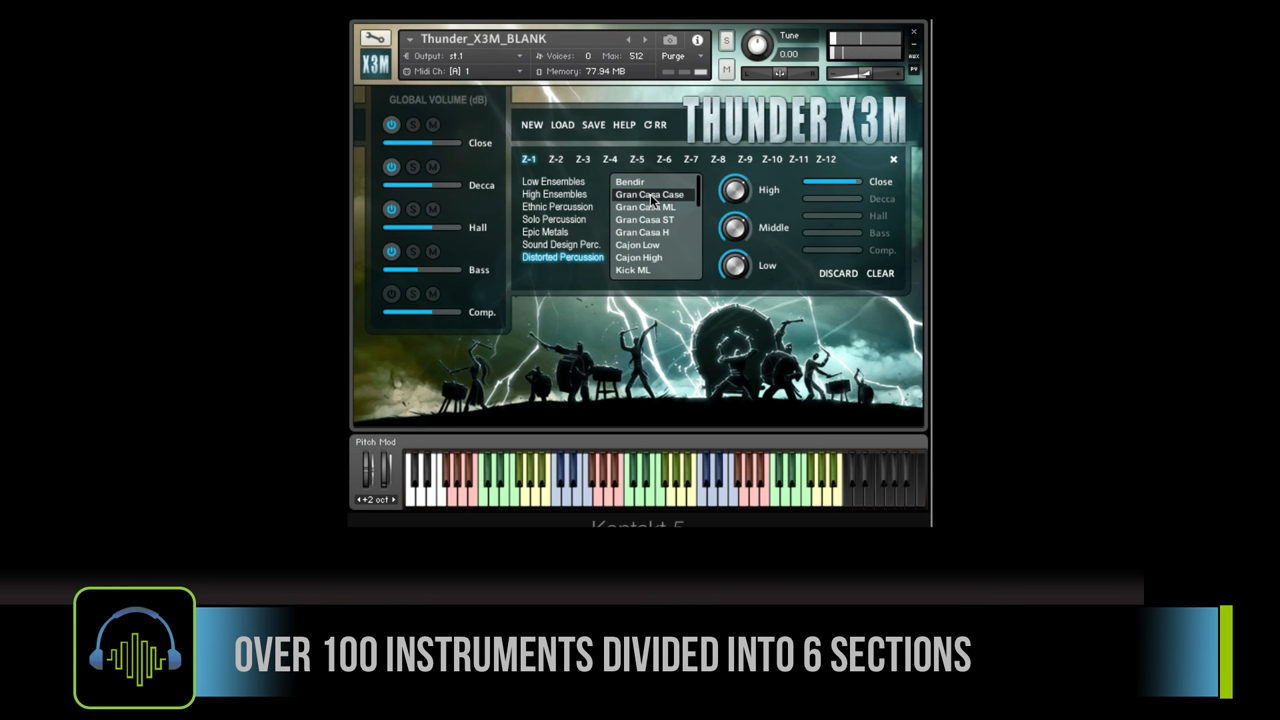 Thunder_X3M_BLANK
Output: st.1
Voices: 0 Max: 512
Purge
Midi Ch: [A] 1
Memory: 77.94 MB
X3M
S
M
Tune
0.00
L
R
AUX
PV
GLOBAL VOLUME (dB)
S M
Close
S M
Decca
S M
Hall
S M
Bass
S M
Comp.
NEW LOAD SAVE HELP RR
THUNDER X3M
Z-1 Z-2 Z-3 Z-4 Z-5 Z-6 Z-7 Z-8 Z-9 Z-10 Z-11 Z-12
Low Ensembles
High Ensembles
Ethnic Percussion
Solo Percussion
Epic Metals
Sound Design Perc.
Distorted Percussion
Bendir
Gran Casa Case
Gran Casa ML
Gran Casa ST
Gran Casa H
Cajon Low
Cajon High
Kick ML
High
Middle
Low
Close
Decca
Hall
Bass
Comp.
DISCARD CLEAR
Pitch Mod
+2 oct
OVER 100 INSTRUMENTS DIVIDED INTO 6 SECTIONS